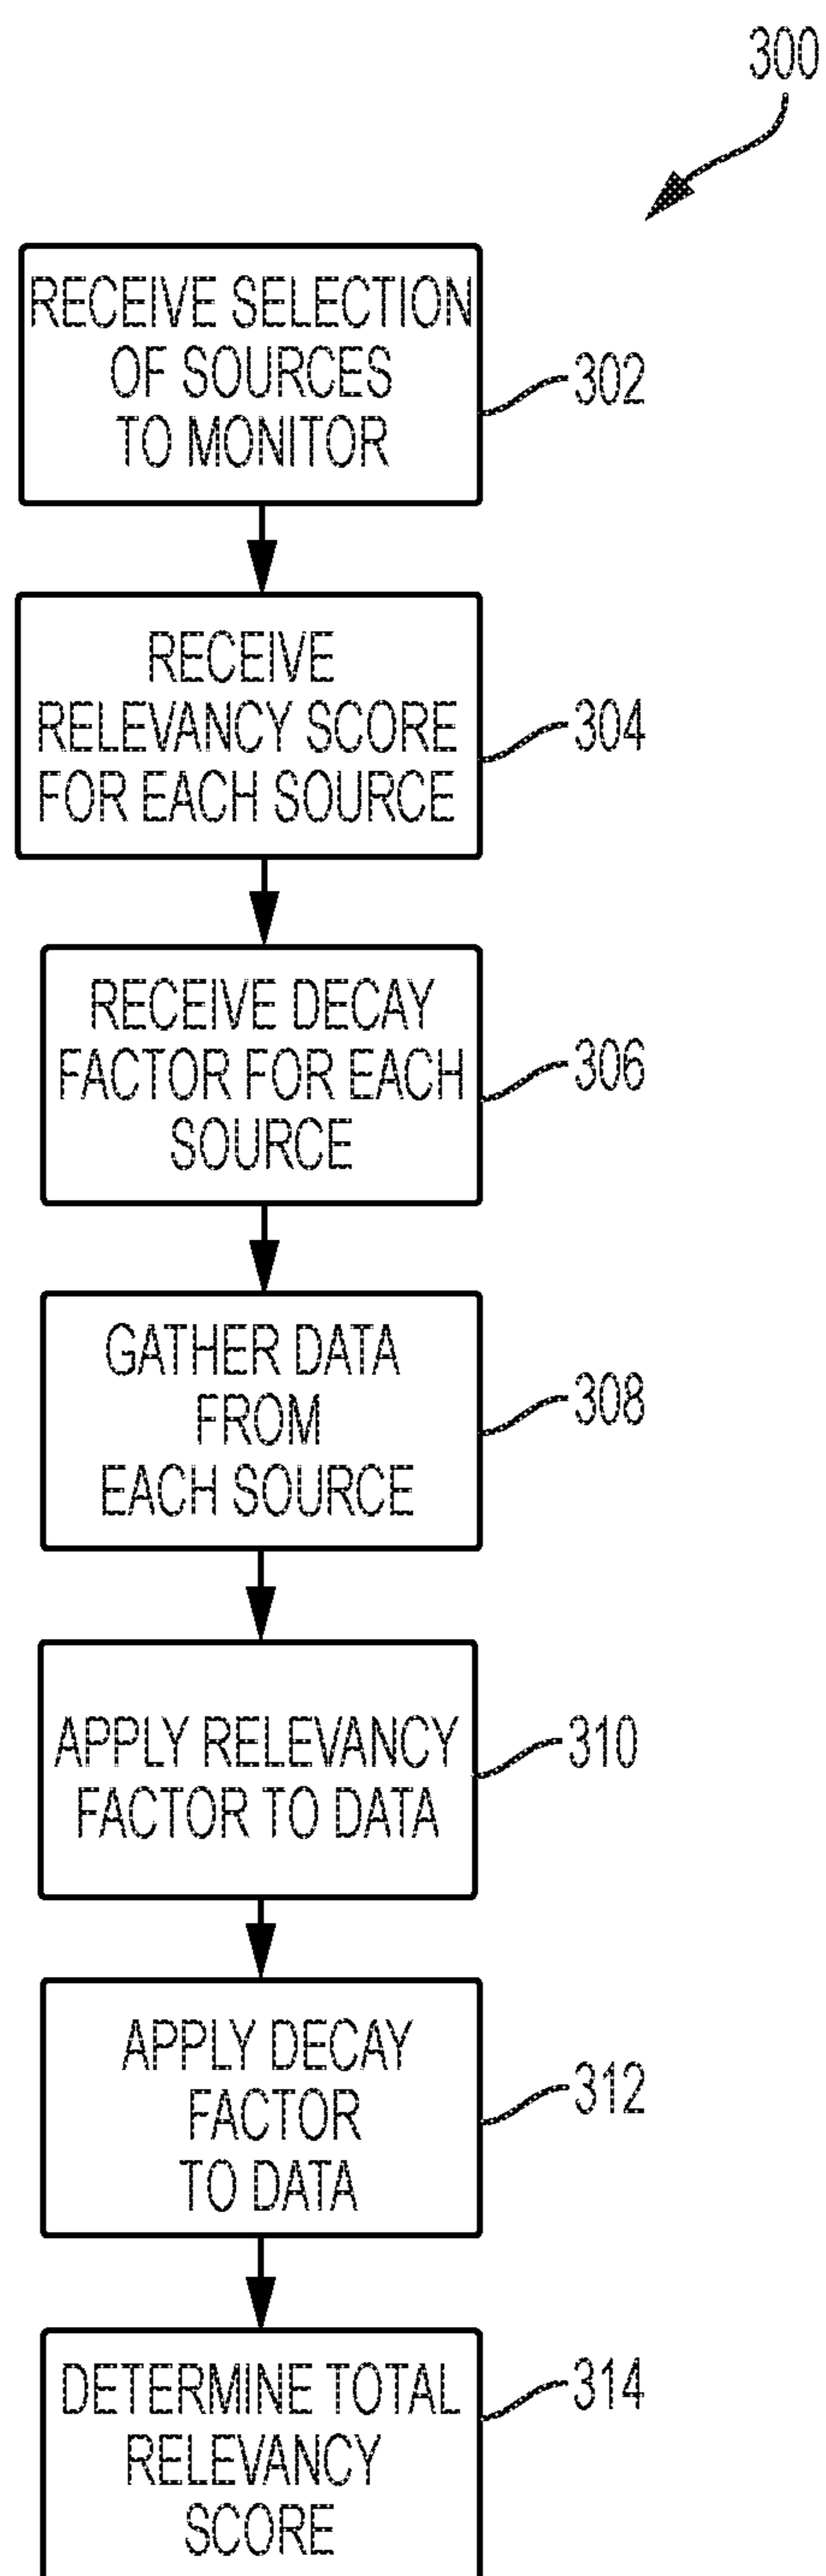 300
RECEIVE SELECTION
OF SOURCES
TO MONITOR
302
RECEIVE
RELEVANCY SCORE
FOR EACH SOURCE
304
RECEIVE DECAY
FACTOR FOR EACH
SOURCE
306
GATHER DATA
FROM
EACH SOURCE
308
APPLY RELEVANCY
FACTOR TO DATA
310
APPLY DECAY
FACTOR
TO DATA
312
DETERMINE TOTAL
RELEVANCY
SCORE
314